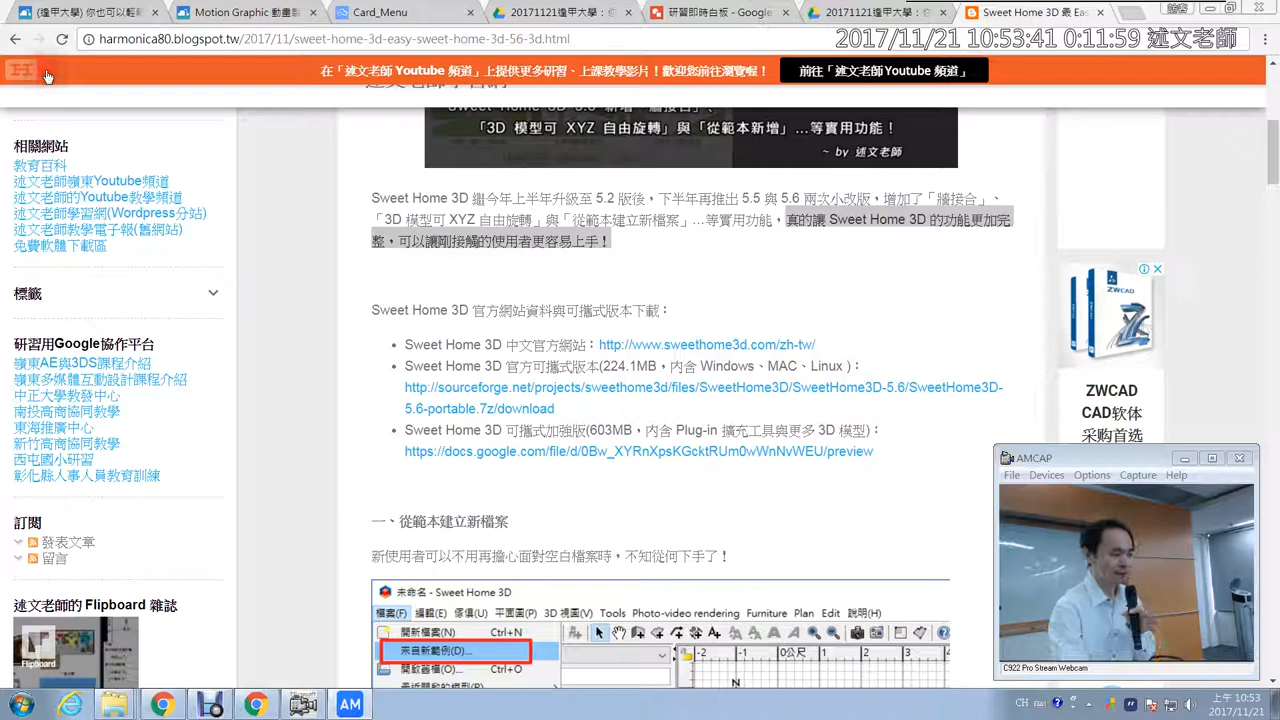 20171121逢甲大學) 你也可以輕
Motion Graphic 動畫
Card_Menu
20171121逢甲大學：
研習即時白板 - Google
20171121逢甲大學：
Sweet Home 3D 最 Eas
harmonica80.blogspot.tw/2017/11/sweet-home-3d-easy-sweet-home-3d-56-3d.html
2017/11/21 10:53:41 0:11:59 述文老師
在「述文老師 Youtube 頻道」上提供更多研習、上課教學影片！歡迎您前往瀏覽喔！
前往「述文老師Youtube 頻道」
相關網站
教育百科
述文老師嶺東Youtube頻道
述文老師的Youtube教學頻道
述文老師學習網(Wordpress分站)
述文老師教學電子報(舊網站)
免費軟體下載區
標籤
研習用Google協作平台
嶺東AE與3DS課程介紹
嶺東多媒體互動設計課程介紹
中正大學教發中心
南投高商協同教學
東海推廣中心
新竹高商協同教學
西屯國小研習
彰化縣人事人員教育訓練
訂閱
發表文章
留言
述文老師的 Flipboard 雜誌
Flipboard
「3D 模型可 XYZ 自由旋轉」與「從範本新增」...等實用功能！
~ by 述文老師
Sweet Home 3D 繼今年上半年升級至 5.2 版後，下半年再推出 5.5 與 5.6 兩次小改版，增加了「牆接合」、
「3D 模型可 XYZ 自由旋轉」與「從範本建立新檔案」...等實用功能，真的讓 Sweet Home 3D 的功能更加完
整，可以讓剛接觸的使用者更容易上手！
Sweet Home 3D 官方網站資料與可攜式版本下載：
Sweet Home 3D 中文官方網站：http://www.sweethome3d.com/zh-tw/
Sweet Home 3D 官方可攜式版本(224.1MB，內含 Windows、MAC、Linux )：
http://sourceforge.net/projects/sweethome3d/files/SweetHome3D/SweetHome3D-5.6/SweetHome3D-
5.6-portable.7z/download
Sweet Home 3D 可攜式加強版(603MB，內含 Plug-in 擴充工具與更多 3D 模型)：
https://docs.google.com/file/d/0Bw_XYRnXpsKGcktRUm0wWnNvWEU/preview
一、從範本建立新檔案
新使用者可以不用再擔心面對空白檔案時，不知從何下手了！
未命名 - Sweet Home 3D
檔案(F) 編輯(E) 傢俱(U) 平面圖(P) 3D 視圖(V) Tools Photo-video rendering Furniture Plan Edit 說明(H)
開新檔案(N) Ctrl+N
來自新範例(D)...
開啟舊檔(O)... Ctrl+O
-2 -1 0公尺 1 2 3
N
ZWCAD
ZWCAD
CAD软体
采购首选
AMCAP
File Devices Options Capture Help
C922 Pro Stream Webcam
AM
CH
上午 10:53
2017/11/21